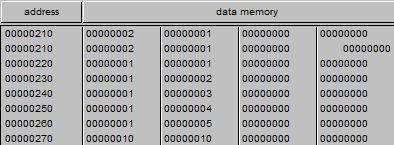 address data memory
00000210 00000002 00000001 00000000 00000000
00000210 00000002 00000001 00000000 00000000
00000220 00000001 00000001 00000000 00000000
00000230 00000001 00000002 00000000 00000000
00000240 00000001 00000003 00000000 00000000
00000250 00000001 00000004 00000000 00000000
00000260 00000001 00000005 00000000 00000000
00000270 00000010 00000010 00000000 00000000